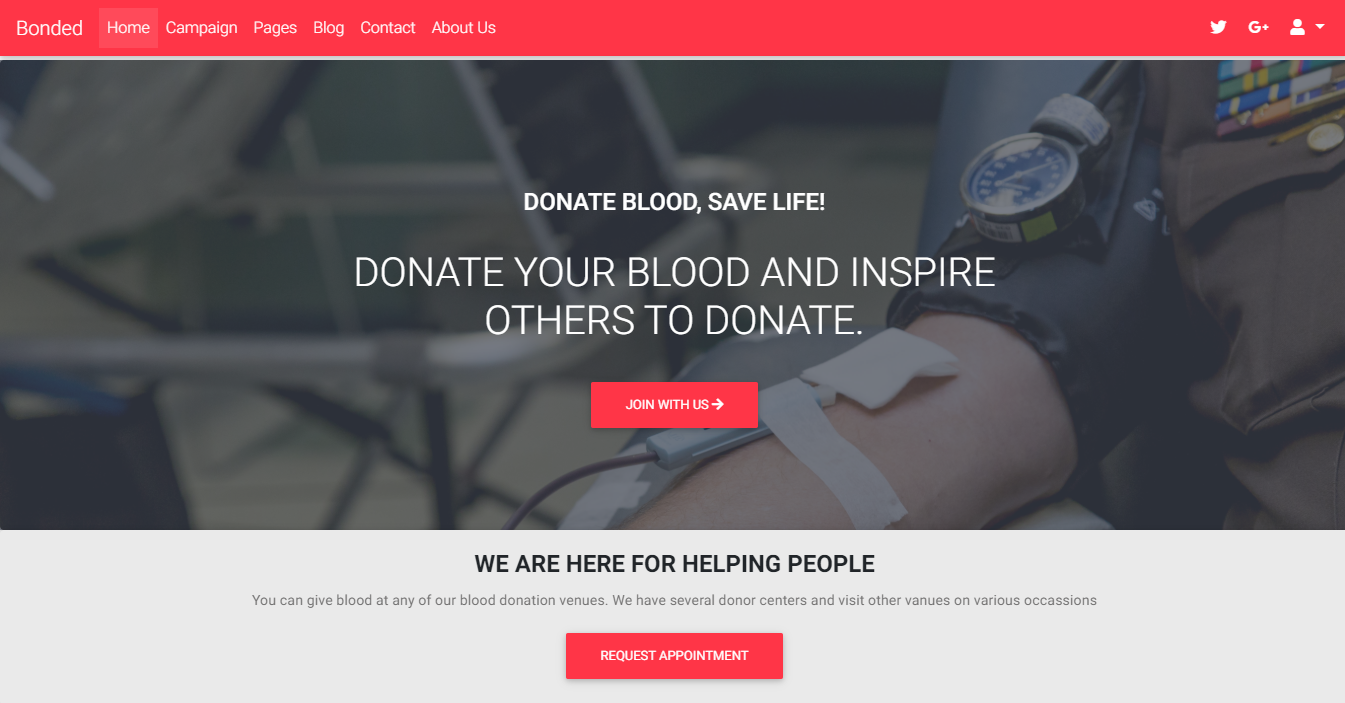 Bonded Home Campaign Pages Blog Contact About Us
DONATE BLOOD, SAVE LIFE!
DONATE YOUR BLOOD AND INSPIRE
OTHERS TO DONATE.
JOIN WITH US
WE ARE HERE FOR HELPING PEOPLE
You can give blood at any of our blood donation venues. We have several donor centers and visit other vanues on various occassions
REQUEST APPOINTMENT